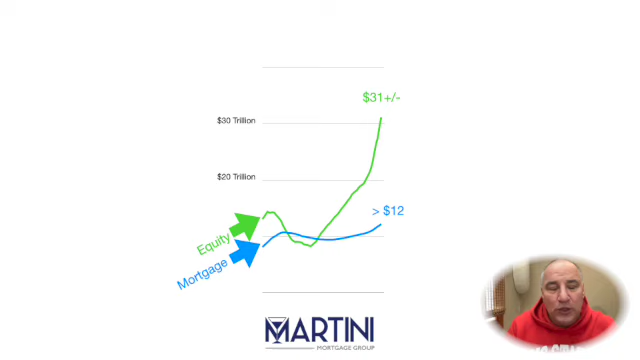 $31+/-
$30 Trillion
$20 Trillion
> $12
Equity
Mortgage
MARTINI
MORTGAGE GROUP